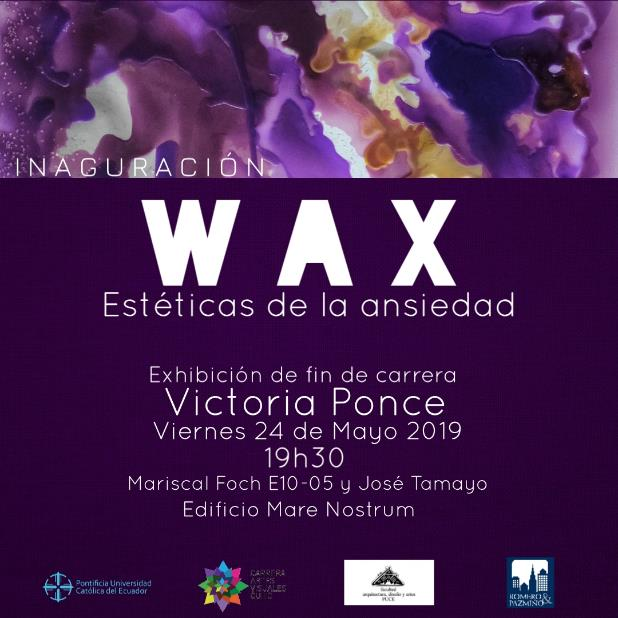 INAGURACIÓN
WAX
Estéticas de la ansiedad
Exhibición de fin de carrera
Victoria Ponce
Viernes 24 de Mayo 2019
19h30
Mariscal Foch E10-05 y José Tamayo
Edificio Mare Nostrum
Pontificia Universidad
Católica del Ecuador
CARRERA
ARTES
VISUALES
QUITO
facultad
arquitectura, diseño y artes
PUCE
ROMERO &
PAZMIÑO